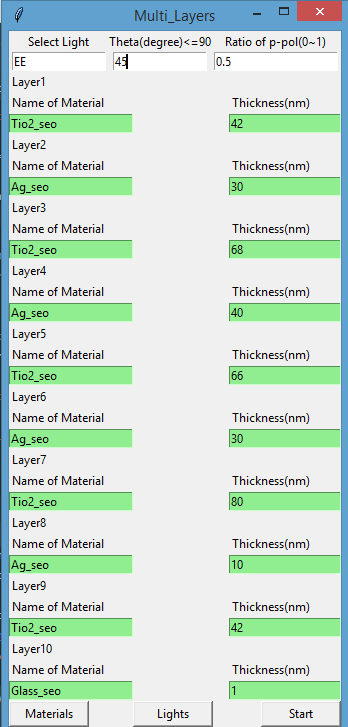 Multi_Layers
Select Light Theta(degree)<=90 Ratio of p-pol(0~1)
EE 45 0.5
Layer1
Name of Material Thickness(nm)
Tio2_seo 42
Layer2
Name of Material Thickness(nm)
Ag_seo 30
Layer3
Name of Material Thickness(nm)
Tio2_seo 68
Layer4
Name of Material Thickness(nm)
Ag_seo 40
Layer5
Name of Material Thickness(nm)
Tio2_seo 66
Layer6
Name of Material Thickness(nm)
Ag_seo 30
Layer7
Name of Material Thickness(nm)
Tio2_seo 80
Layer8
Name of Material Thickness(nm)
Ag_seo 10
Layer9
Name of Material Thickness(nm)
Tio2_seo 42
Layer10
Name of Material Thickness(nm)
Glass_seo 1
Materials Lights Start